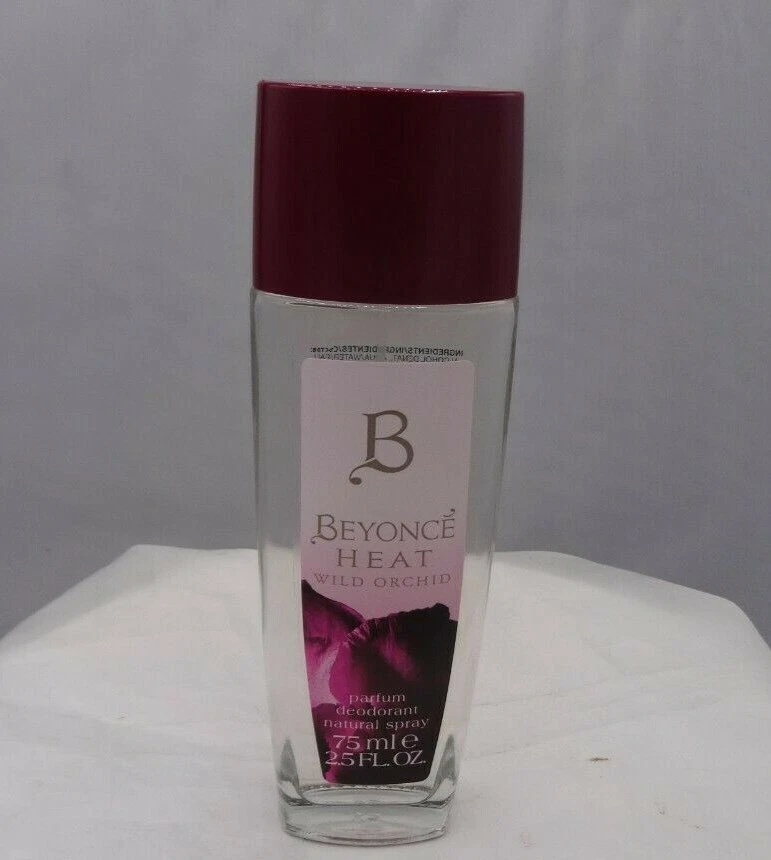 B
BEYONCÉ
HEAT
WILD ORCHID
parfum
deodorant
natural spray
75 ml e
2.5 FL. OZ.